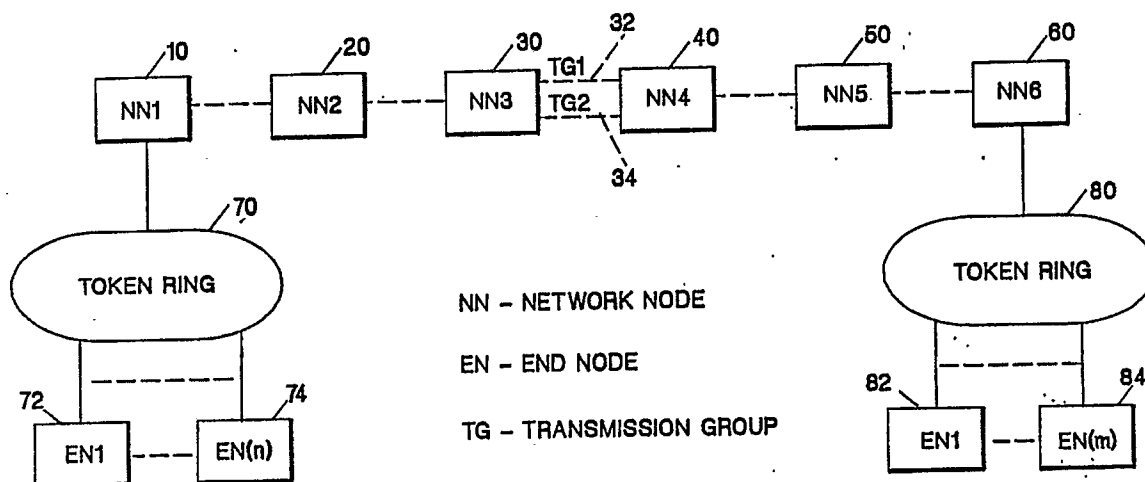 10 20 30 32 40 50 60
NN1 NN2 NN3 TG1 NN4 NN5 NN6
TG2
34
70 80
TOKEN RING TOKEN RING
NN – NETWORK NODE
EN – END NODE
72 74 82 84
EN1 EN(n) TG – TRANSMISSION GROUP EN1 EN(m)